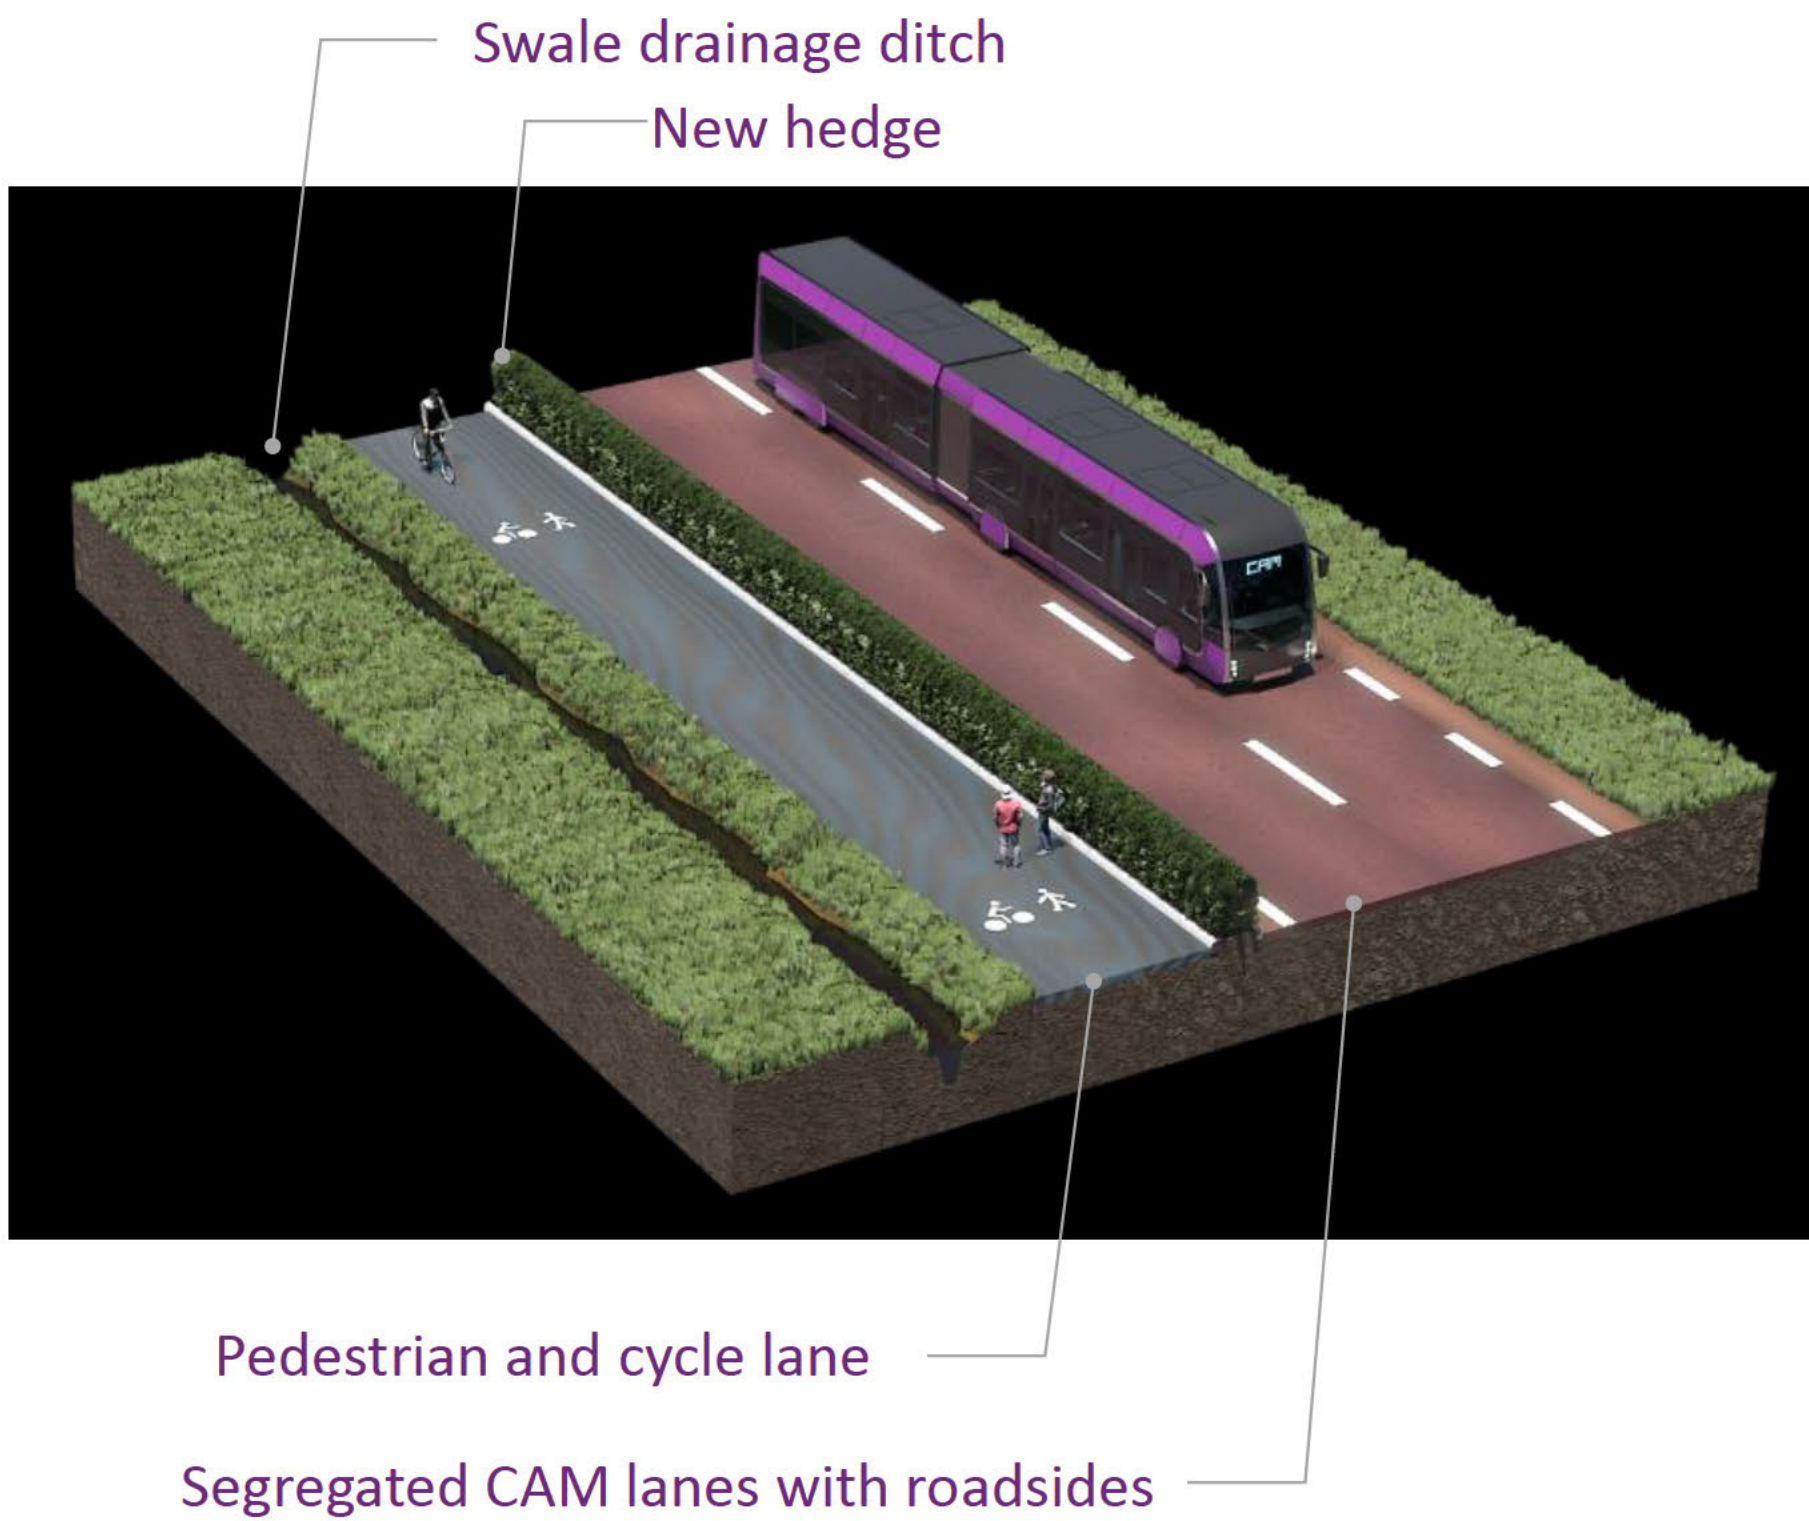 Swale drainage ditch
New hedge
CAM
Pedestrian and cycle lane
Segregated CAM lanes with roadsides